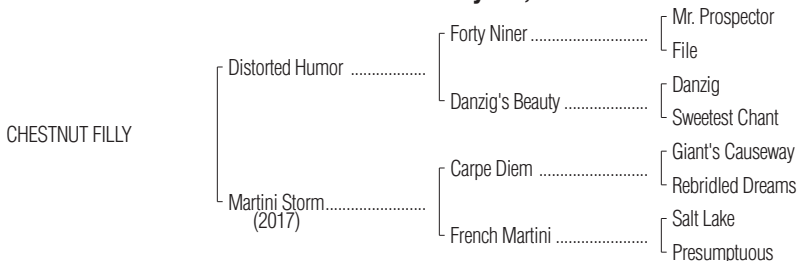 Mr. Prospector
Forty Niner ............................
File
Distorted Humor ..................
Danzig
Danzig's Beauty ....................
Sweetest Chant
CHESTNUT FILLY
Giant's Causeway
Carpe Diem ..........................
Rebridled Dreams
Martini Storm........................
(2017)
Salt Lake
French Martini ......................
Presumptuous